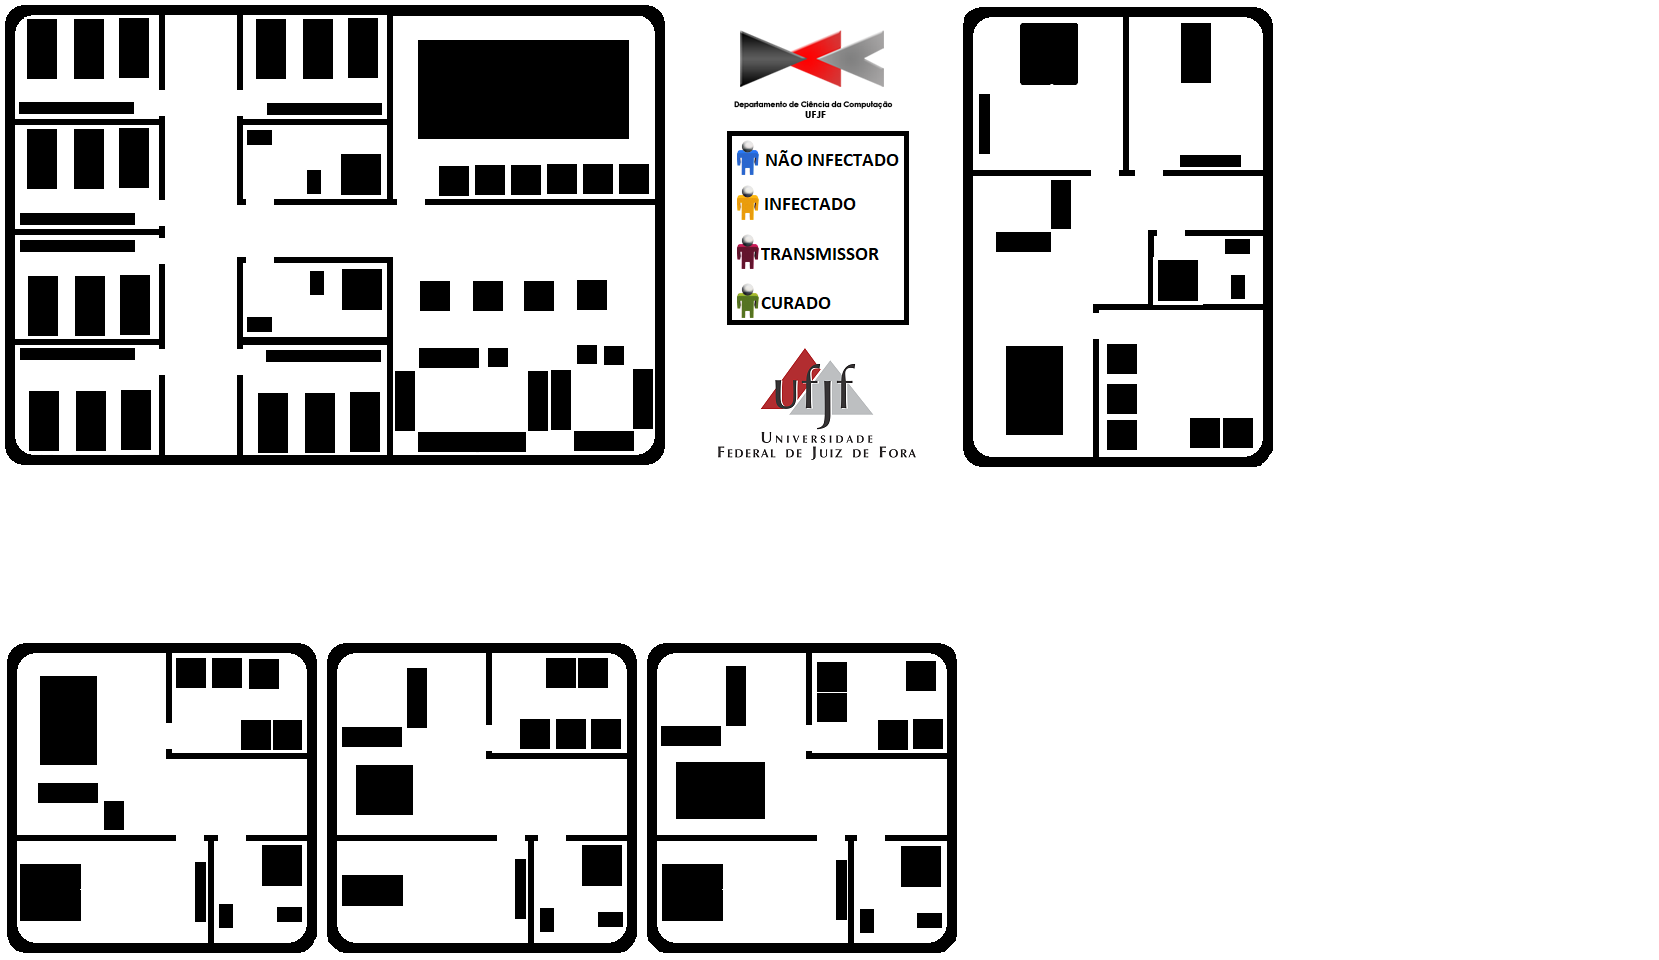 Departamento de Ciência da Computação
UFJF
NÃO INFECTADO
INFECTADO
TRANSMISSOR
CURADO
ufjf
UNIVERSIDADE
FEDERAL DE JUIZ DE FORA